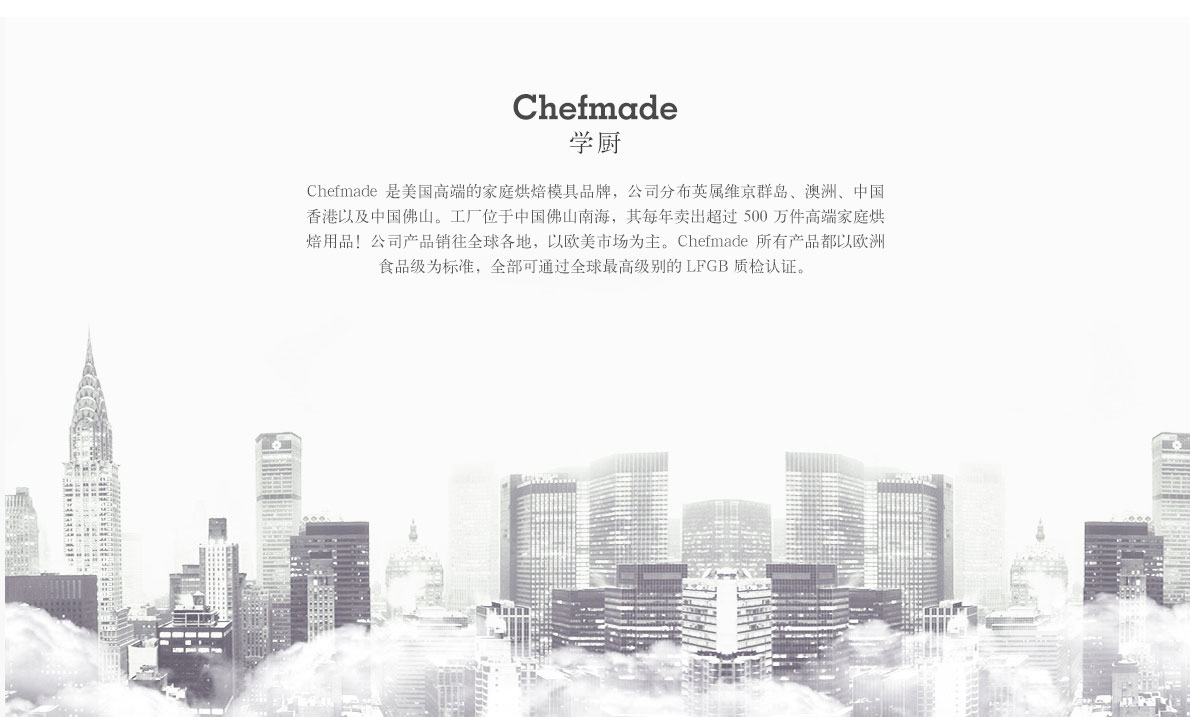 Chefmade
学厨
Chefmade 是美国高端的家庭烘焙模具品牌，公司分布英属维京群岛、澳洲、中国
香港以及中国佛山。工厂位于中国佛山南海，其每年卖出超过 500 万件高端家庭烘
焙用品！公司产品销往全球各地，以欧美市场为主。Chefmade 所有产品都以欧洲
食品级为标准，全部可通过全球最高级别的 LFGB 质检认证。